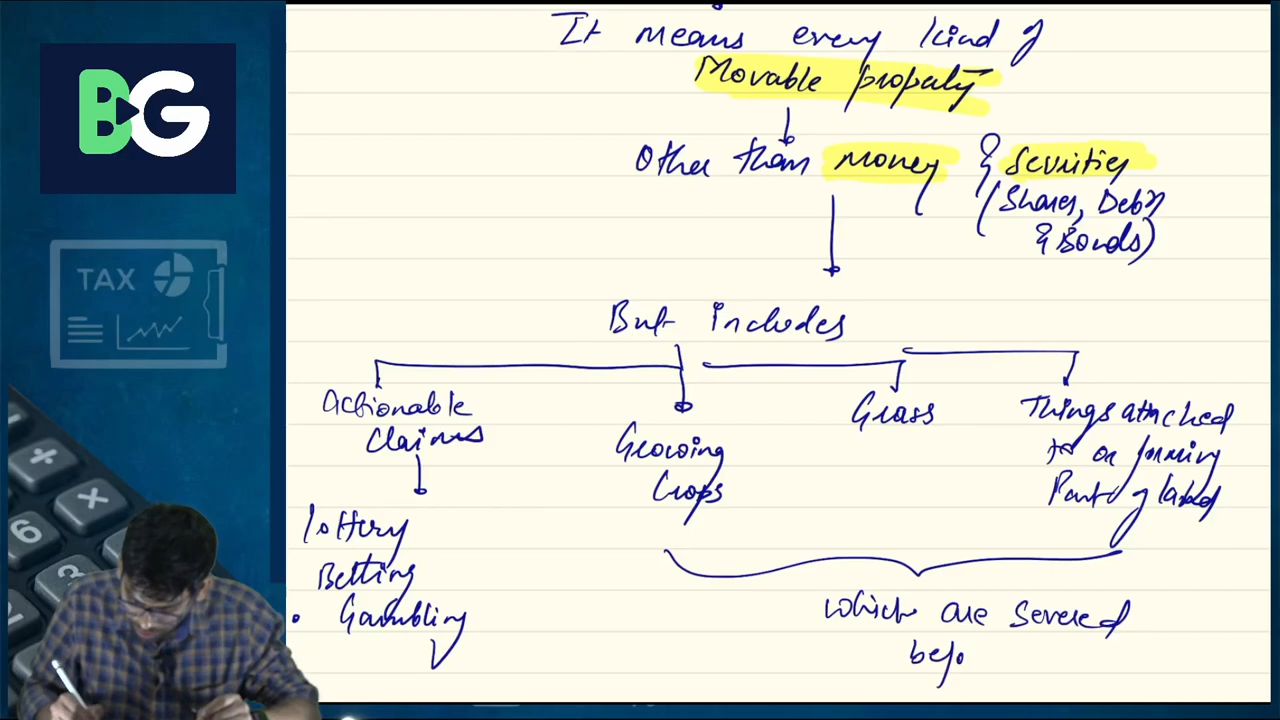 BG
TAX
It means every kind of
Movable property
Other than money & Securities
(Shares, Deb's
& Bonds)
But includes
Actionable
Claims
Growing
Crops
Grass
Things attached
to or forming
Part of land
Lottery
Betting
Gambling
which are severed
befo